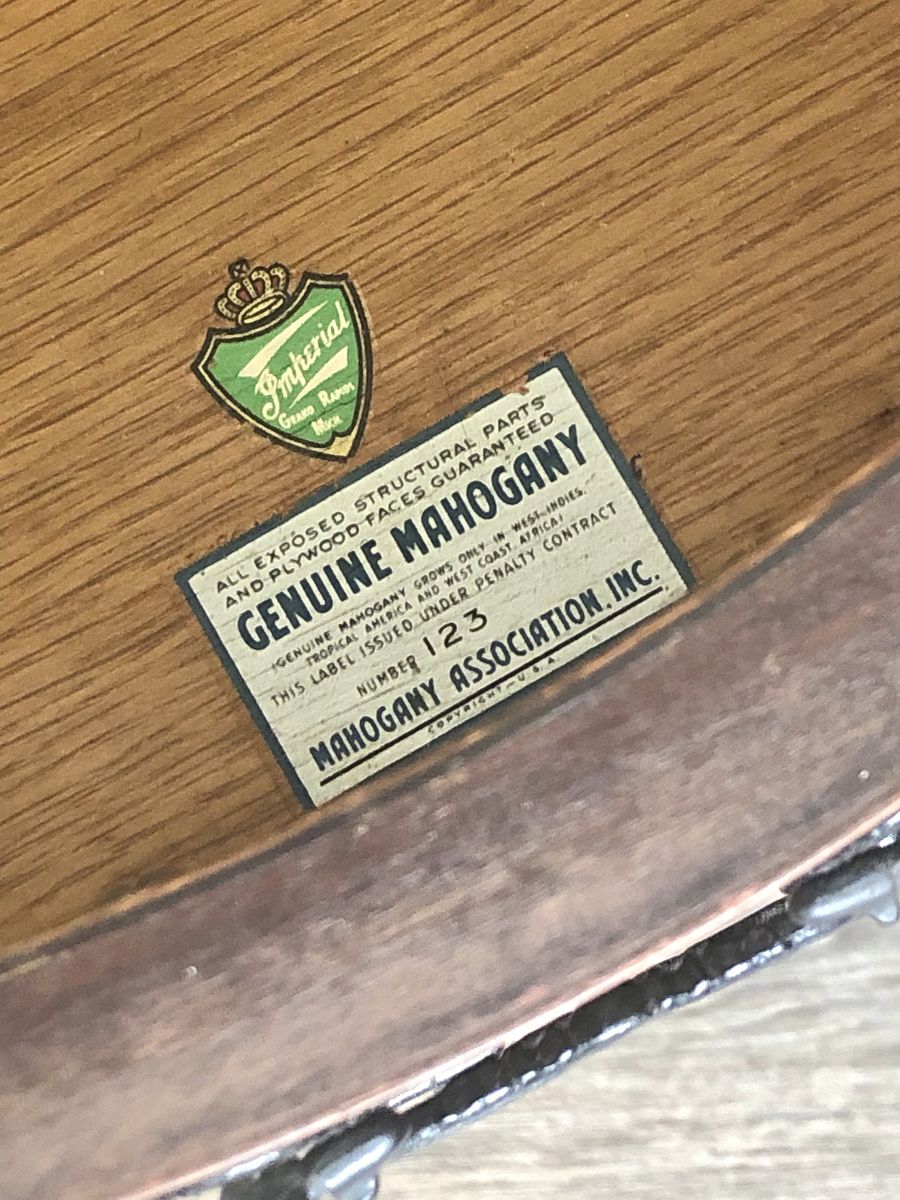 Imperial
GRAND RAPIDS
MICH
ALL EXPOSED STRUCTURAL PARTS
AND PLYWOOD FACES GUARANTEED
GENUINE MAHOGANY
(GENUINE MAHOGANY GROWS ONLY IN WEST INDIES,
TROPICAL AMERICA AND WEST COAST AFRICA)
THIS LABEL ISSUED UNDER PENALTY CONTRACT
NUMBER 123
MAHOGANY ASSOCIATION, INC.
COPYRIGHT—U.S.A.